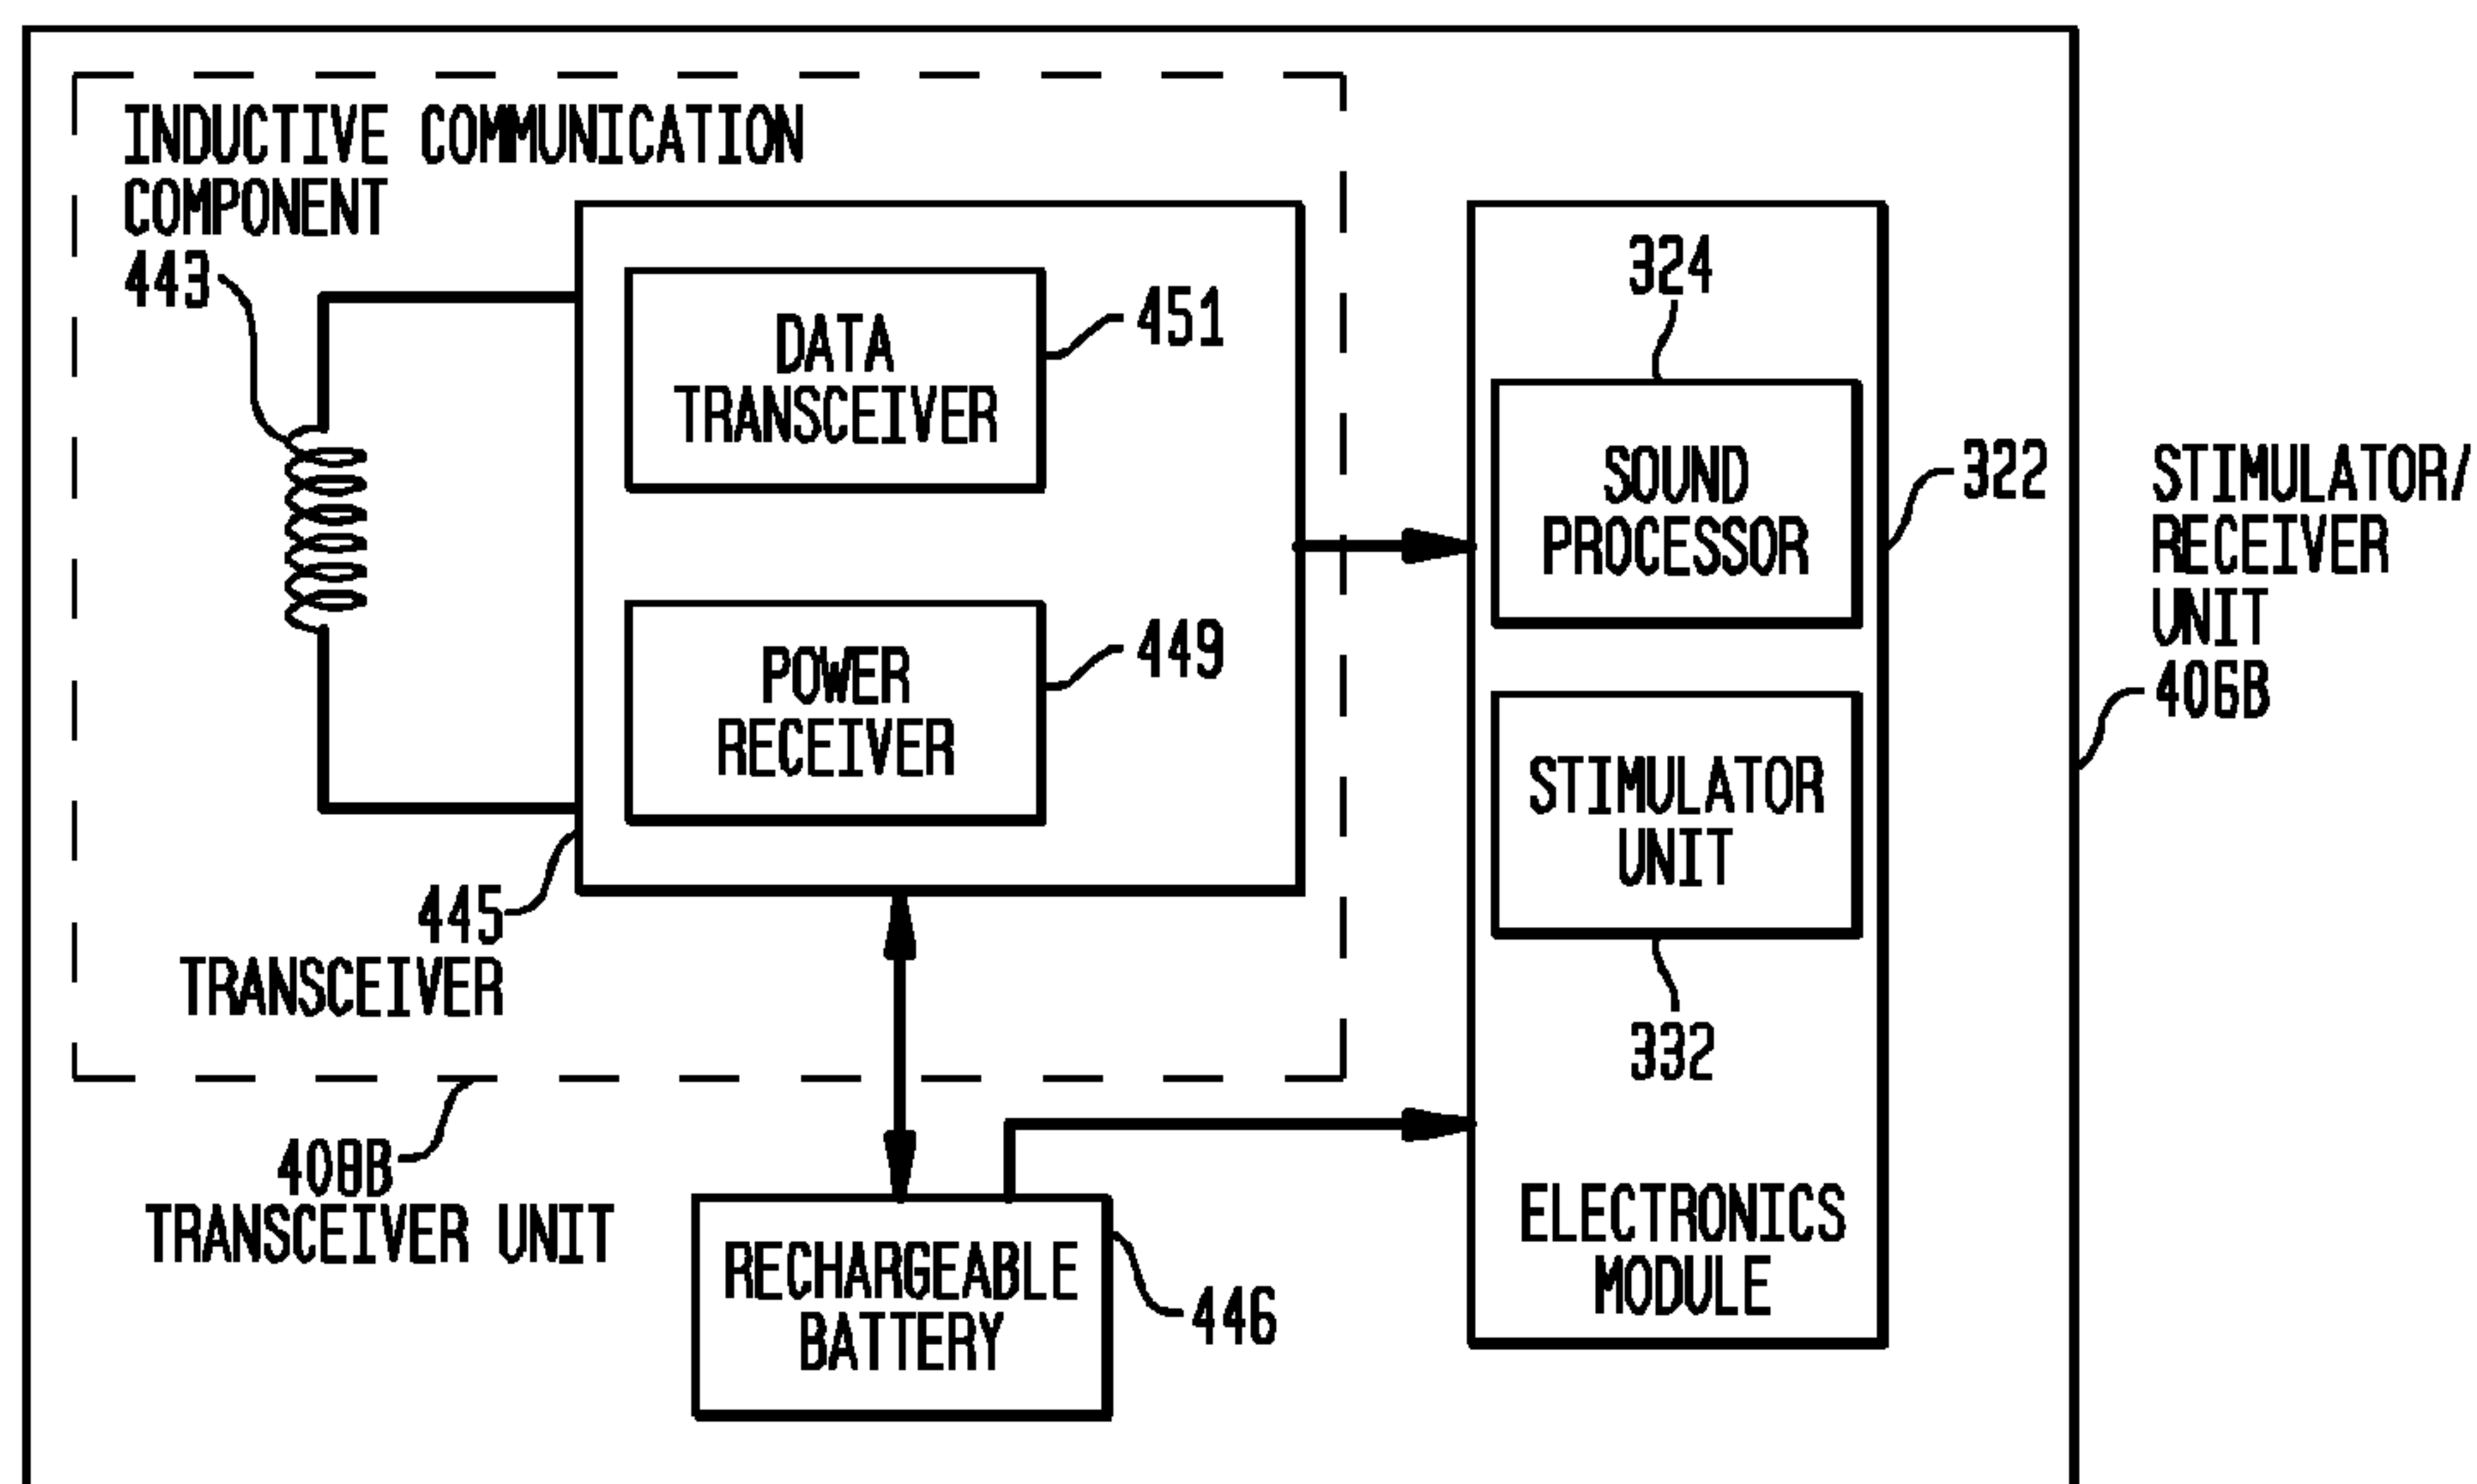 INDUCTIVE COMMUNICATION
COMPONENT
443
DATA
TRANSCEIVER
451
POWER
RECEIVER
449
445
TRANSCEIVER
408B
TRANSCEIVER UNIT
RECHARGEABLE
BATTERY
446
324
SOUND
PROCESSOR
322
STIMULATOR
UNIT
332
ELECTRONICS
MODULE
STIMULATOR/
RECEIVER
UNIT
406B